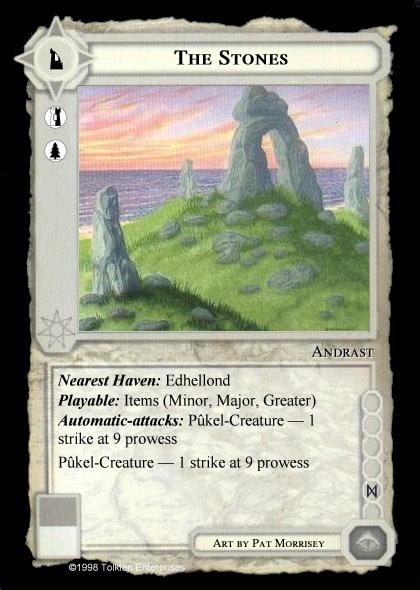 The Stones
Andrast
Nearest Haven: Edhellond
Playable: Items (Minor, Major, Greater)
Automatic-attacks: Pûkel-Creature — 1
strike at 9 prowess
Pûkel-Creature — 1 strike at 9 prowess
Art by Pat Morrisey
©1998 Tolkien Enterprises